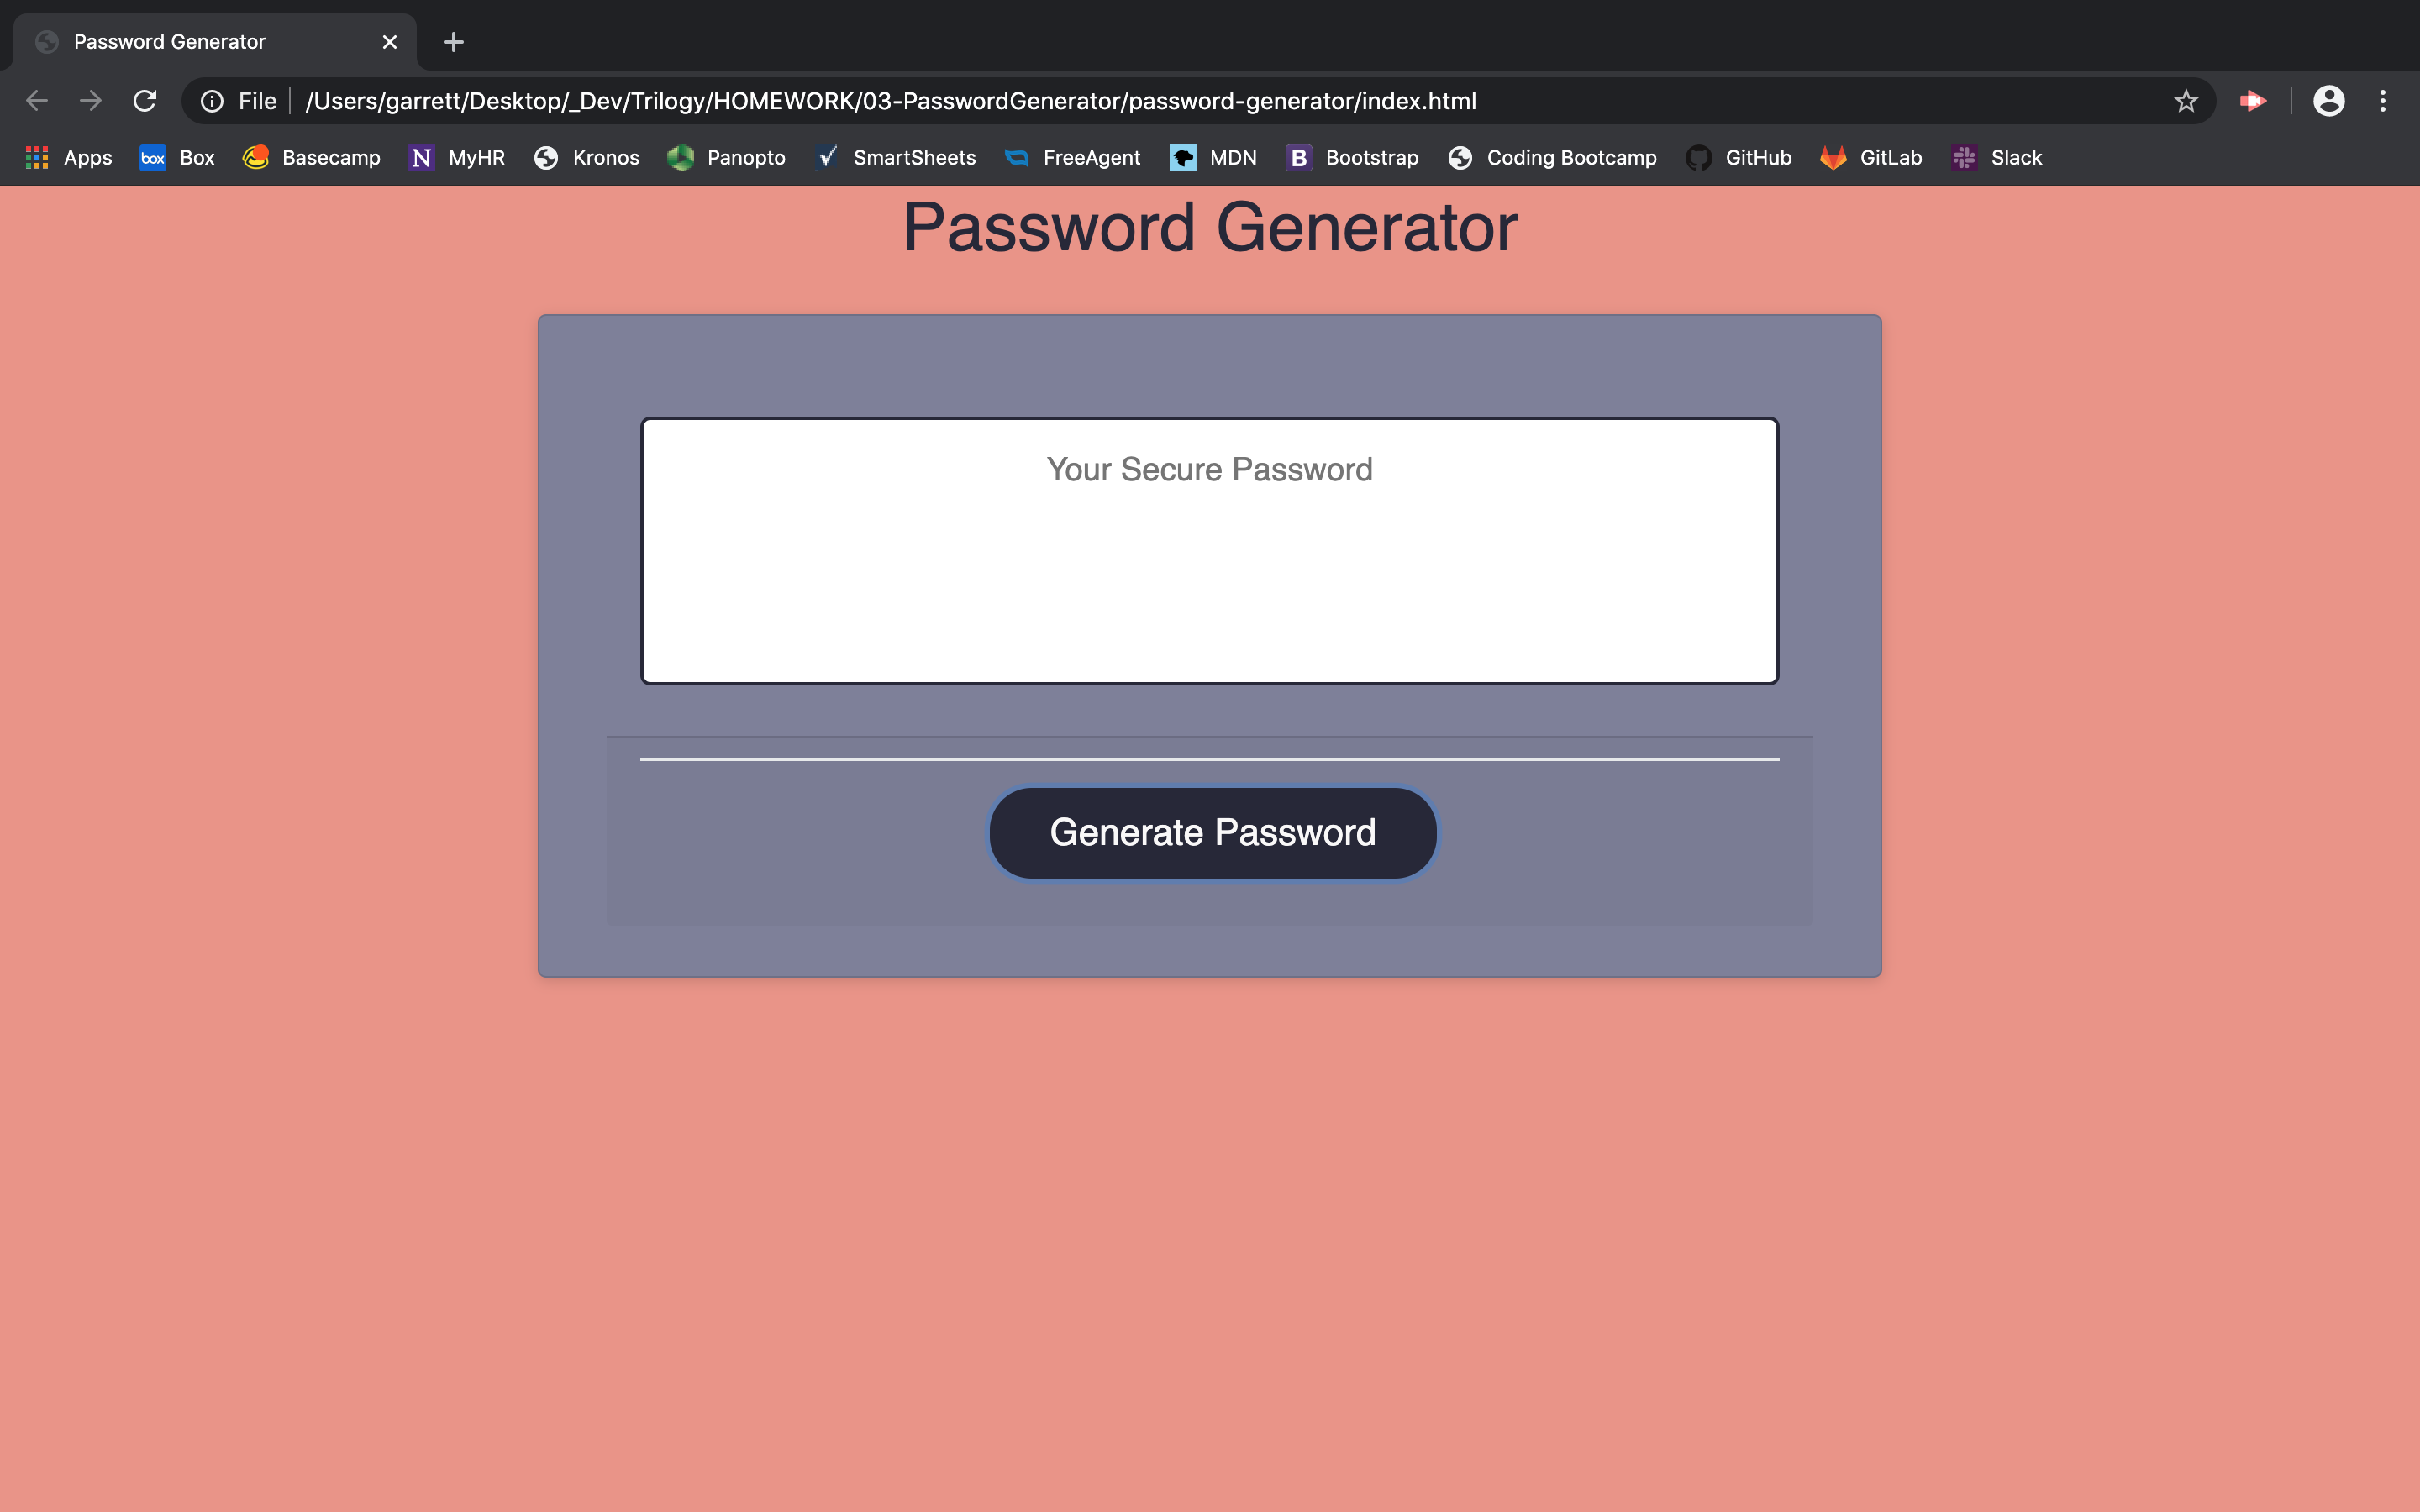 Password Generator
File /Users/garrett/Desktop/_Dev/Trilogy/HOMEWORK/03-PasswordGenerator/password-generator/index.html
Apps box Box Basecamp N MyHR Kronos Panopto SmartSheets FreeAgent MDN B Bootstrap Coding Bootcamp GitHub GitLab Slack
Password Generator
Your Secure Password
Generate Password